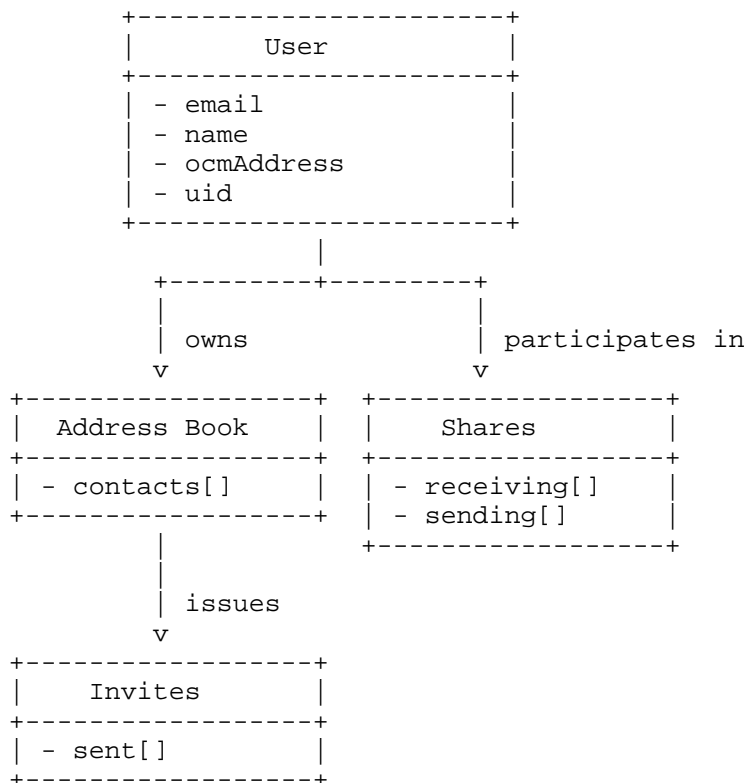 User
- email
- name
- ocmAddress
- uid
owns
participates in
v v
Address Book
Shares
- contacts[]
- receiving[]
- sending[]
issues
v
Invites
- sent[]